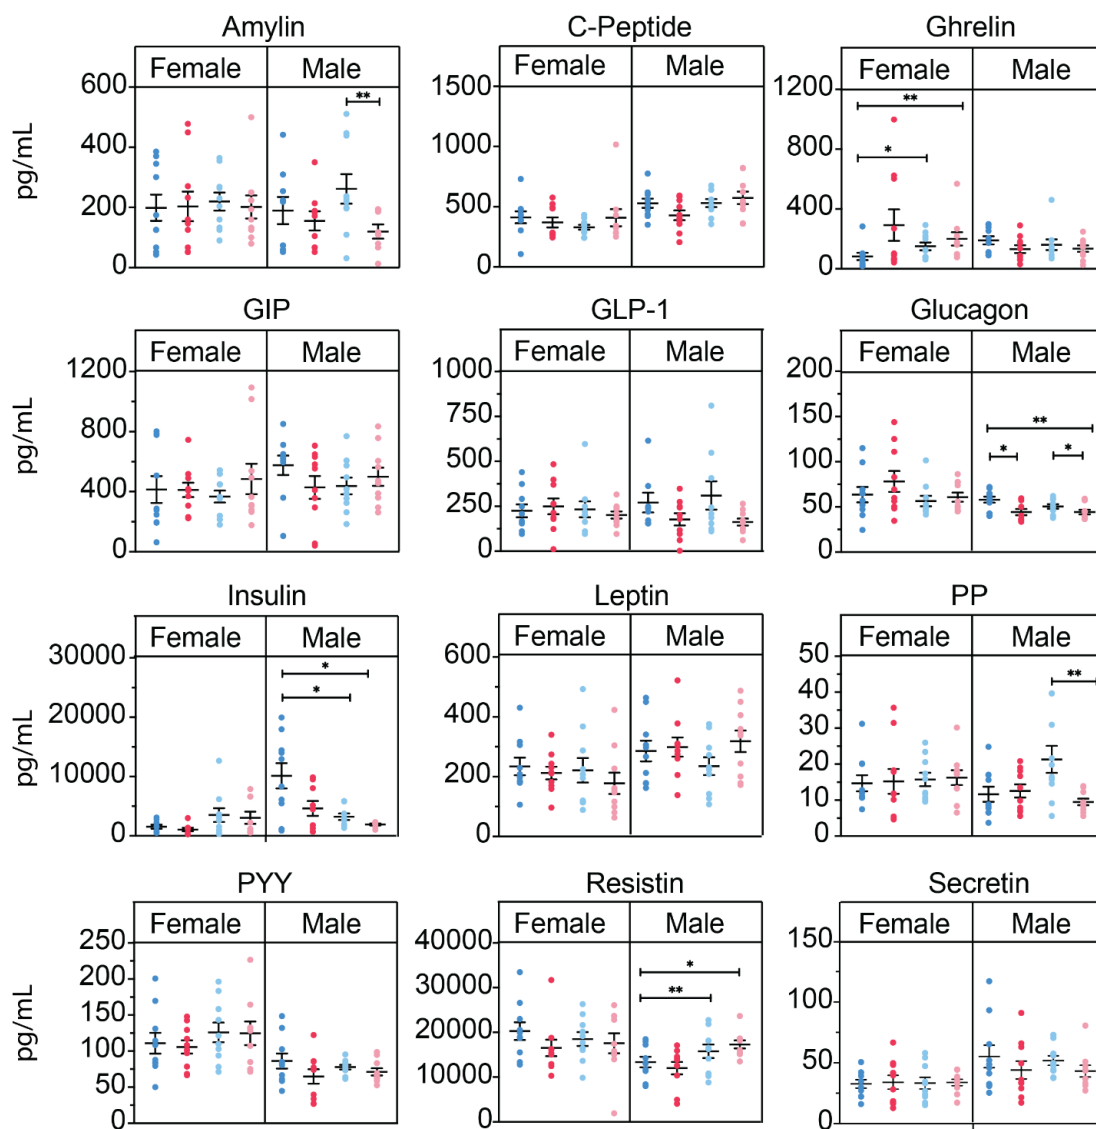 Amylin
C-Peptide
Ghrelin
Female Male
Female Male
Female Male
pg/mL
600
400
200
0
**
1500
1000
500
0
1200
800
400
0
**
*
GIP
GLP-1
Glucagon
Female Male
Female Male
Female Male
pg/mL
1200
800
400
0
1000
750
500
250
0
200
150
100
50
0
**
*
*
Insulin
Leptin
PP
Female Male
Female Male
Female Male
pg/mL
30000
20000
10000
0
*
*
600
400
200
0
50
40
30
20
10
0
**
PYY
Resistin
Secretin
Female Male
Female Male
Female Male
pg/mL
250
200
150
100
50
0
40000
30000
20000
10000
0
*
**
150
100
50
0